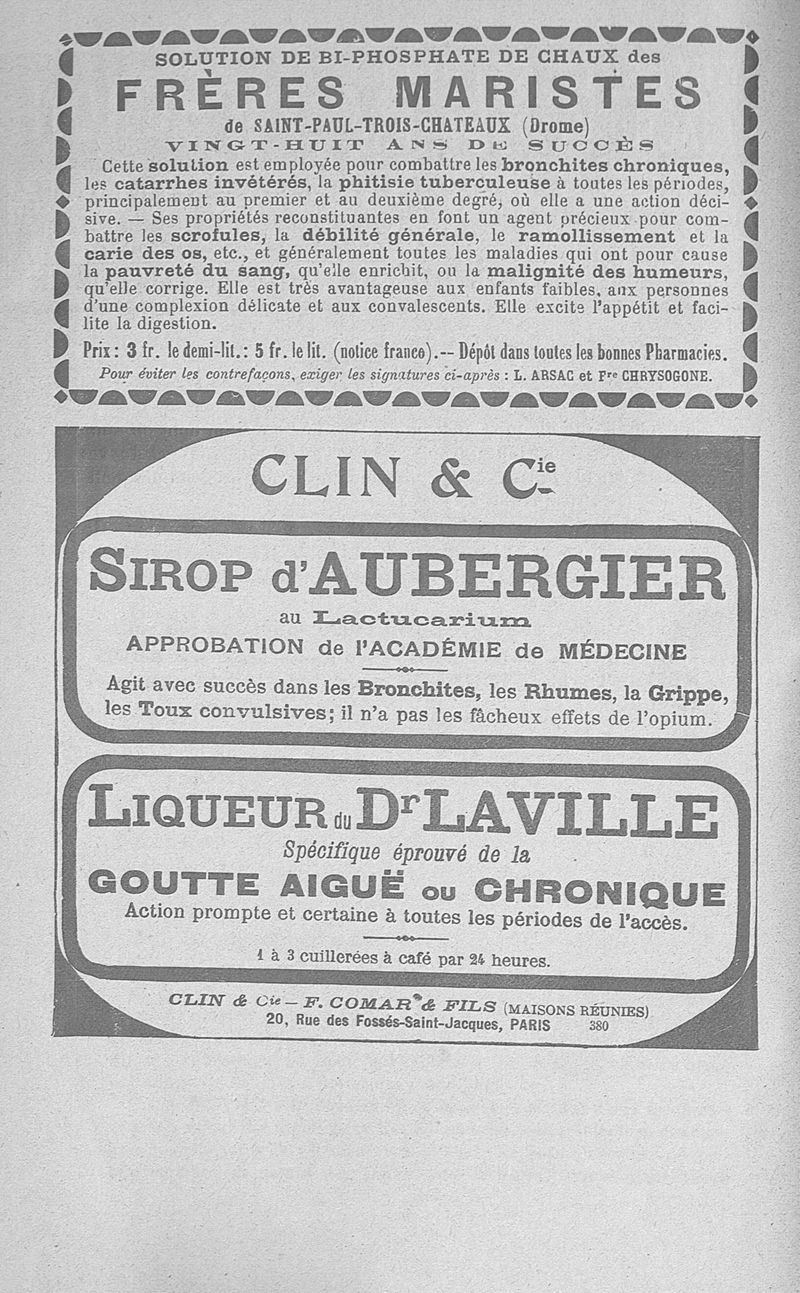 SOLUTION DE BI-PHOSPHATE DE CHAUX des
FRÈRES MARISTES
de SAINT-PAUL-TROIS-CHATEAUX (Drome)
VINGT-HUIT ANS DE SUCCÈS
Cette solution est employée pour combattre les bronchites chroniques,
les catarrhes invétérés, la phitisie tuberculeuse à toutes les périodes,
principalement au premier et au deuxième degré, où elle a une action déci-
sive. — Ses propriétés reconstituantes en font un agent précieux pour com-
battre les scrofules, la débilité générale, le ramollissement et la
carie des os, etc., et généralement toutes les maladies qui ont pour cause
la pauvreté du sang, qu'elle enrichit, ou la malignité des humeurs,
qu'elle corrige. Elle est très avantageuse aux enfants faibles, aux personnes
d'une complexion délicate et aux convalescents. Elle excite l'appétit et faci-
lite la digestion.
Prix : 3 fr. le demi-lit. : 5 fr. le lit. (notice franco).-- Dépôt dans toutes les bonnes Pharmacies.
Pour éviter les contrefaçons, exiger les signatures ci-après : L. ARSAC et Fre CHRYSOGONE.
CLIN & Cie
SIROP d'AUBERGIER
au Lactucarium
APPROBATION de l'ACADÉMIE de MÉDECINE
Agit avec succès dans les Bronchites, les Rhumes, la Grippe,
les Toux convulsives; il n'a pas les fâcheux effets de l'opium.
LIQUEUR du Dr LAVILLE
Spécifique éprouvé de la
GOUTTE AIGUË OU CHRONIQUE
Action prompte et certaine à toutes les périodes de l'accès.
1 à 3 cuillerées à café par 24 heures.
CLIN & Cie — F. COMAR & FILS (MAISONS RÉUNIES)
20, Rue des Fossés-Saint-Jacques, PARIS 380